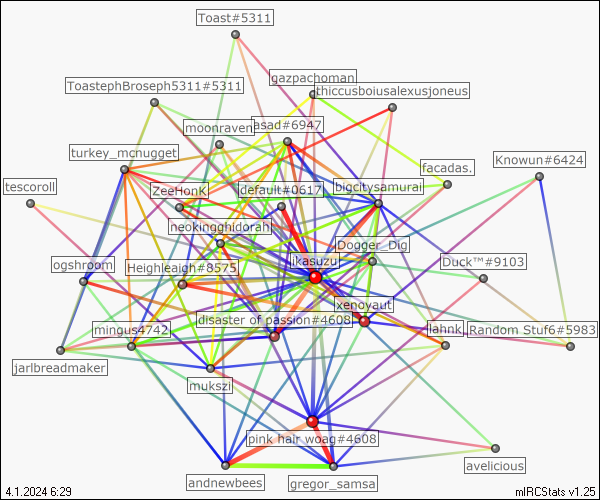 Toast#5311
gazpachoman
ToastephBroseph5311#5311
thiccusboiusalexusjoneus
moonraven
asad#6947
turkey_mcnugget
Knowun#6424
facadas.
tescoroll
ZeeHonk
default#0617
bigcitysamurai
neokingghidorah
Dogger_Dig
ikasuzu
Duck™#9103
ogshroom
Heighleaigh#8575
xenoyaut
disaster of passion#4608
mingus4742
lahnk
Random Stuf6#5983
jarlbreadmaker
mukszi
pink hair woag#4608
avelicious
andnewbees
gregor_samsa
4.1.2024 6:29
mIRCStats v1.25